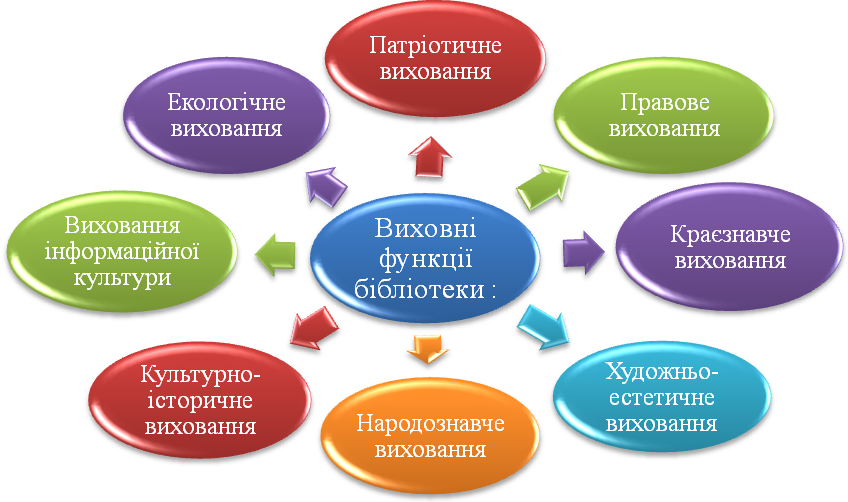 Патріотичне
виховання
Екологічне
виховання
Правове
виховання
Виховання
інформаційної
культури
Виховні
функції
бібліотеки :
Краєзнавче
виховання
Культурно-
історичне
виховання
Художньо-
естетичне
виховання
Народознавче
виховання